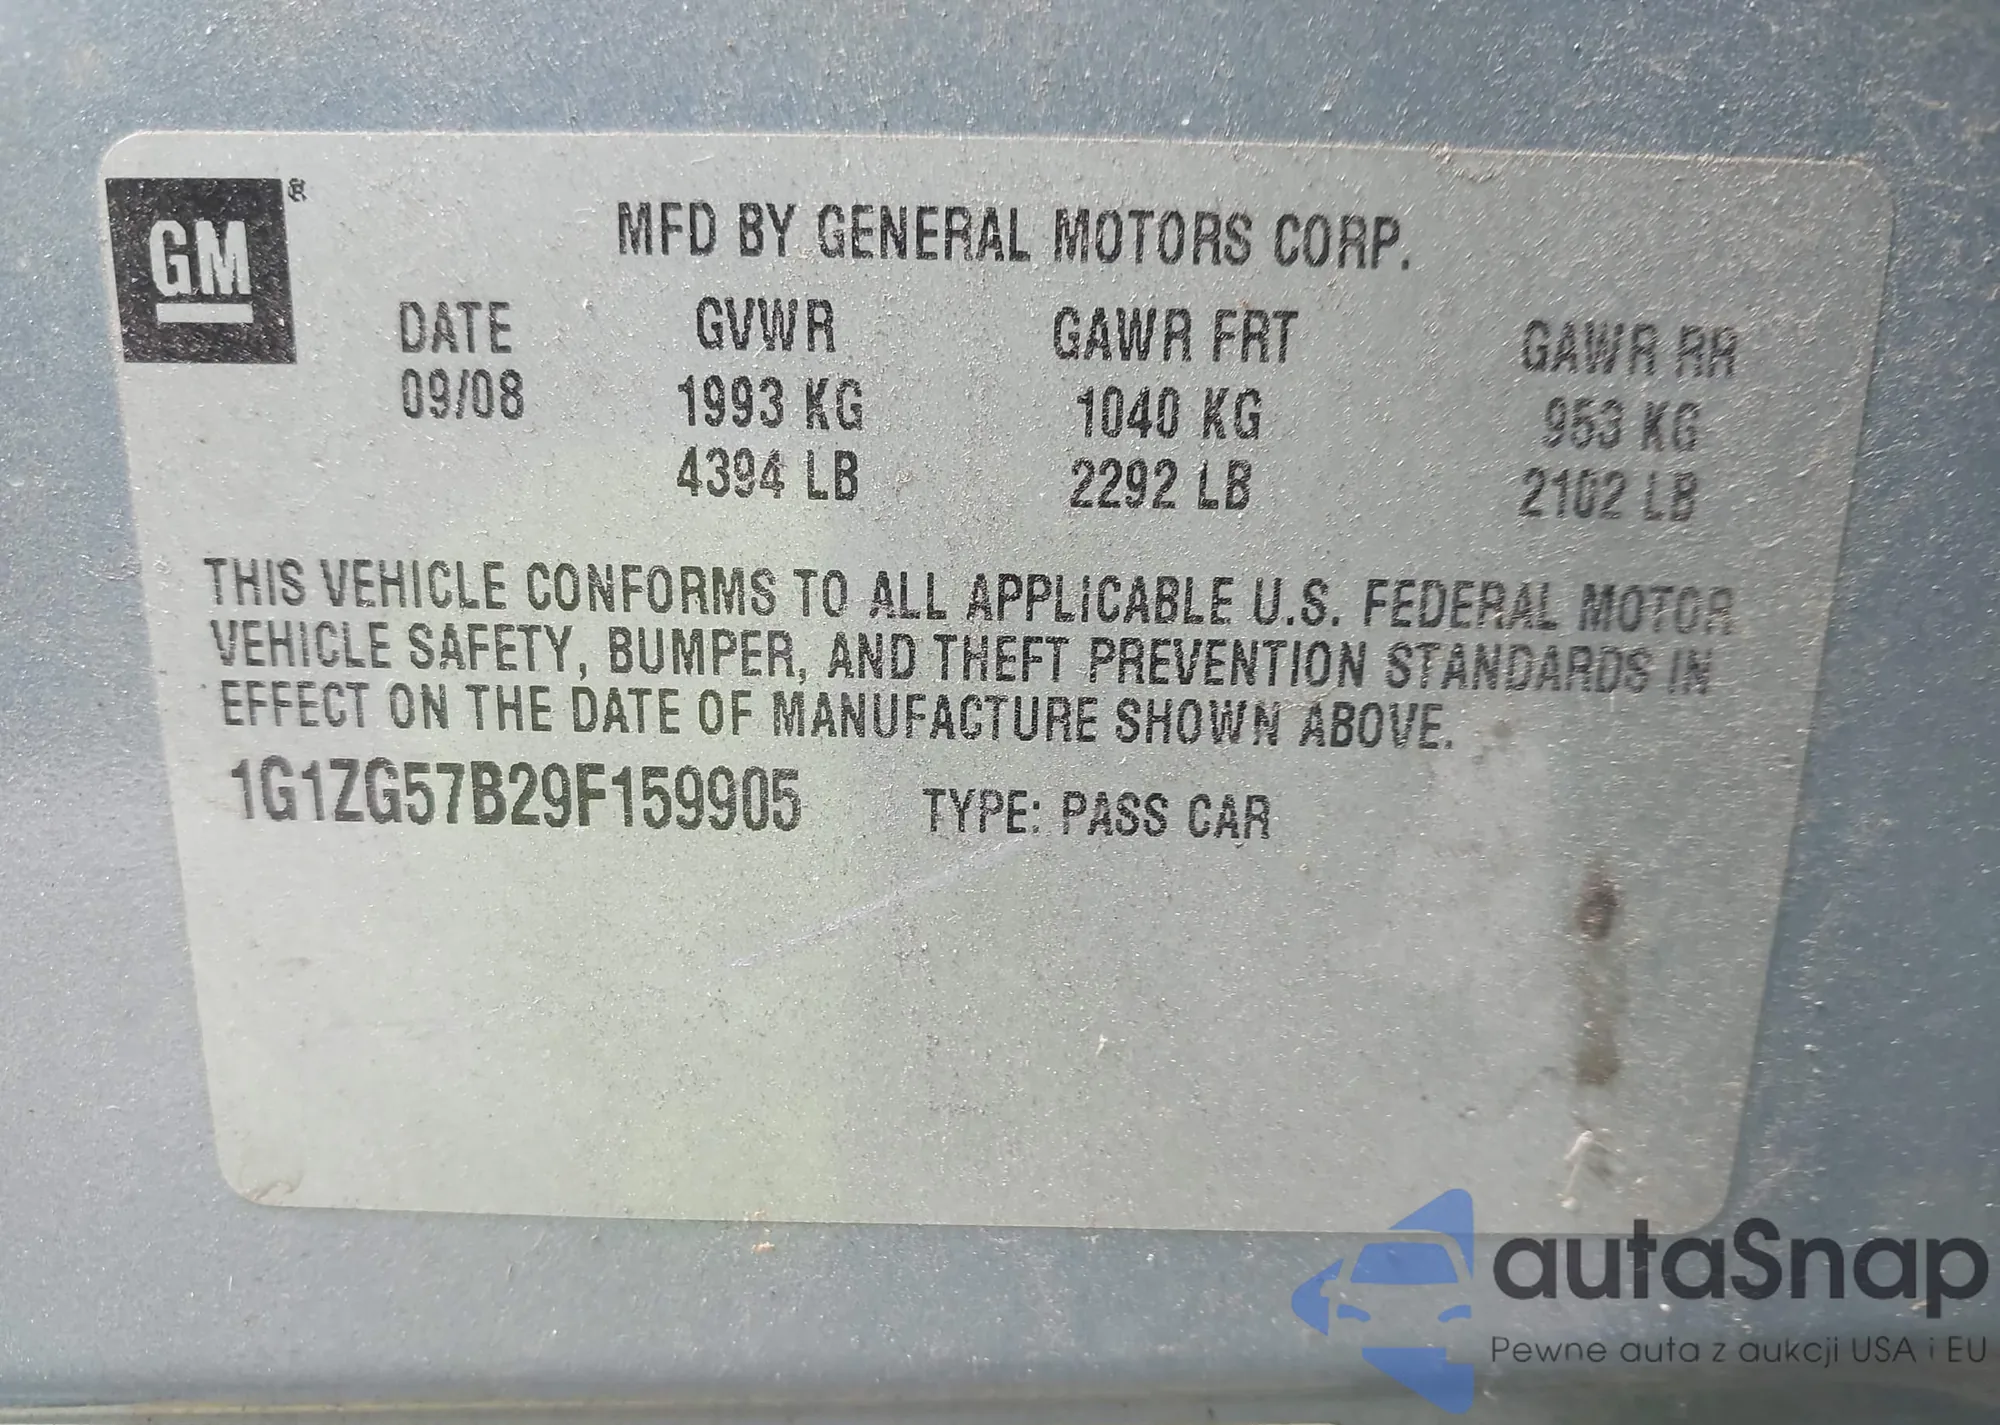 GM®
MFD BY GENERAL MOTORS CORP.
DATE GVWR GAWR FRT GAWR RR
09/08 1993 KG 1040 KG 953 KG
4394 LB 2292 LB 2102 LB
THIS VEHICLE CONFORMS TO ALL APPLICABLE U.S. FEDERAL MOTOR
VEHICLE SAFETY, BUMPER, AND THEFT PREVENTION STANDARDS IN
EFFECT ON THE DATE OF MANUFACTURE SHOWN ABOVE.
1G1ZG57B29F159905 TYPE: PASS CAR
autaSnap
Pewne auta z aukcji USA i EU